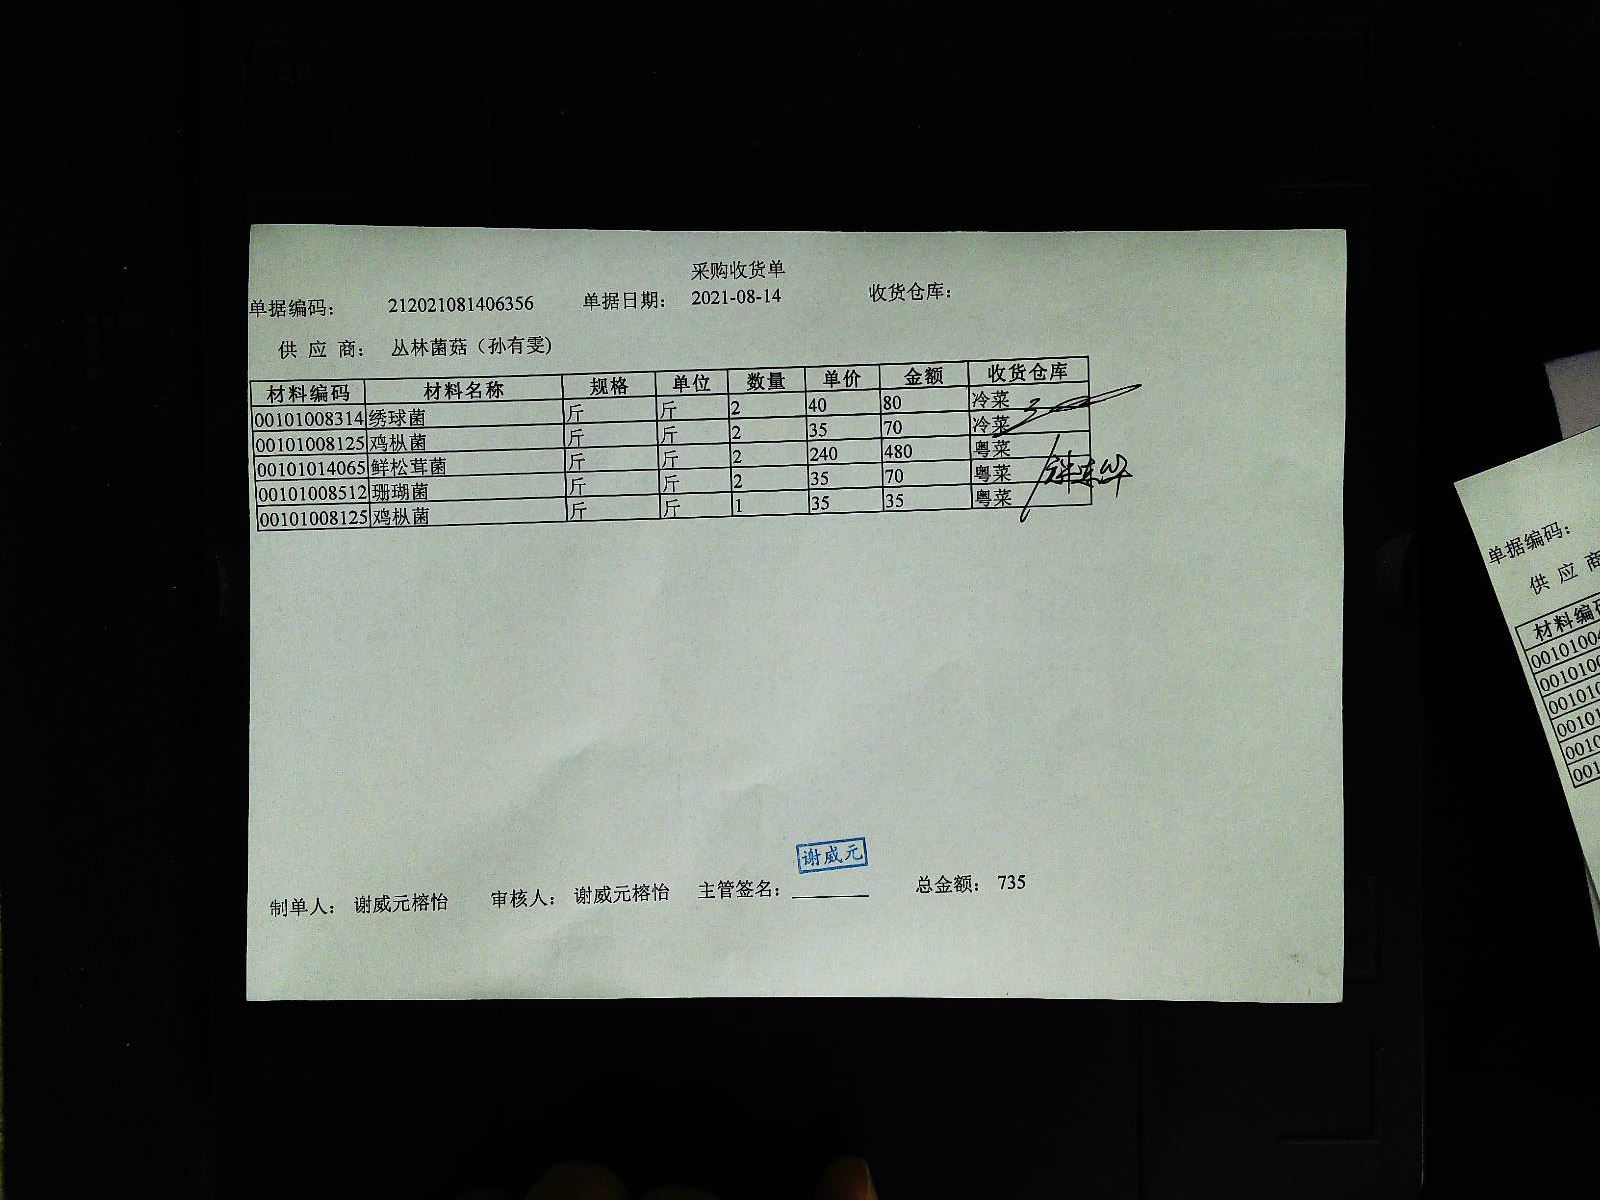 采购收货单
单据编码： 212021081406356 单据日期： 2021-08-14 收货仓库：
供 应 商： 丛林菌菇（孙有雯)
材料编码 材料名称 规格 单位 数量 单价 金额 收货仓库
00101008314 绣球菌 斤 斤 2 40 80 冷菜
00101008125 鸡枞菌 斤 斤 2 35 70 冷菜
00101014065 鲜松茸菌 斤 斤 2 240 480 粤菜
00101008512 珊瑚菌 斤 斤 2 35 70 粤菜
00101008125 鸡枞菌 斤 斤 1 35 35 粤菜
谢威元
制单人： 谢威元榕怡 审核人： 谢威元榕怡 主管签名： 总金额： 735
单据编码：
供 应 商
材料编